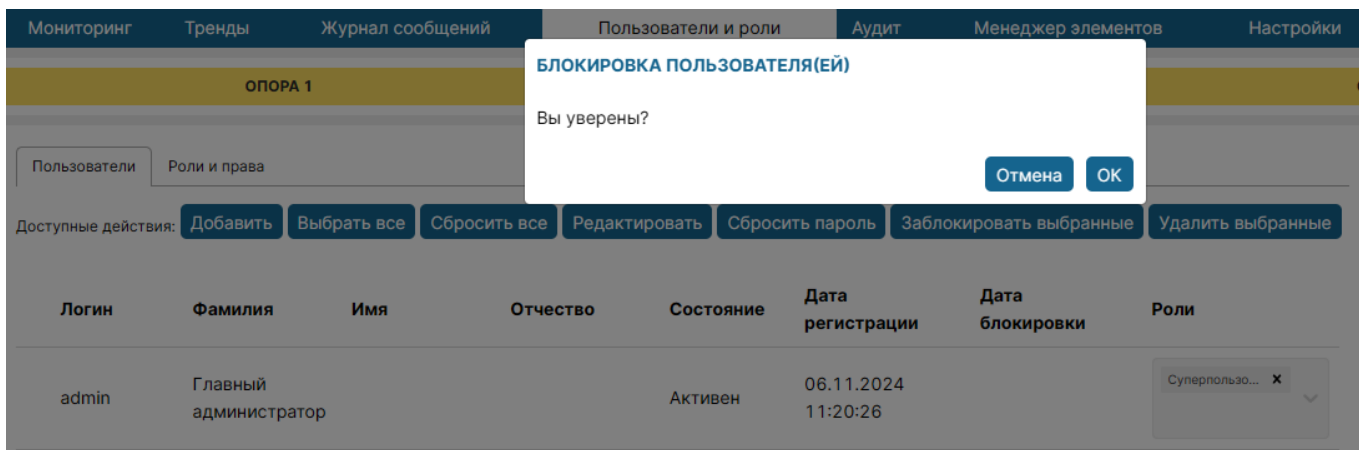 Мониторинг Тренды Журнал сообщений Пользователи и роли Аудит Менеджер элементов Настройки
БЛОКИРОВКА ПОЛЬЗОВАТЕЛЯ(ЕЙ)
ОПОРА 1
Вы уверены?
Отмена ОК
Пользователи Роли и права
Доступные действия: Добавить Выбрать все Сбросить все Редактировать Сбросить пароль Заблокировать выбранные Удалить выбранные
Логин Фамилия Имя Отчество Состояние Дата регистрации Дата блокировки Роли
admin Главный администратор Активен 06.11.2024 11:20:26 Суперпользо... ×